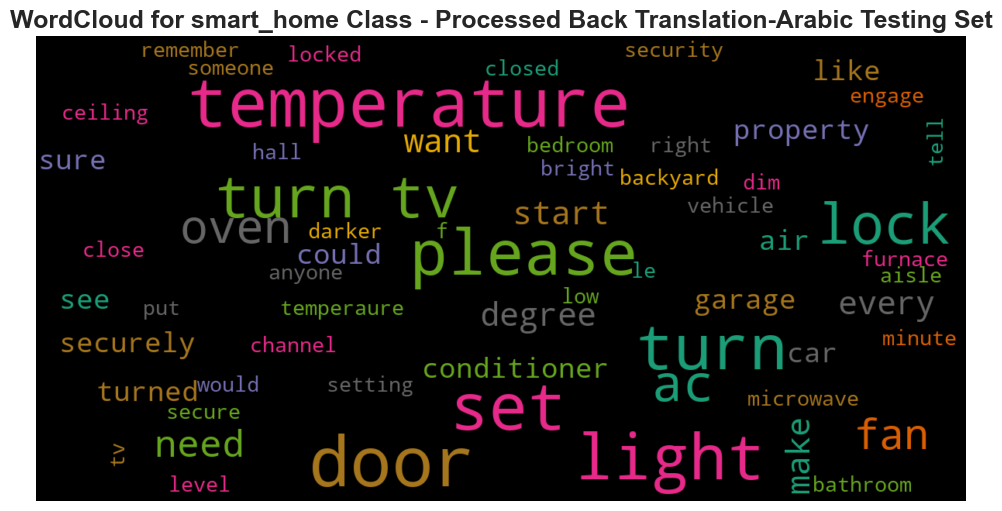 WordCloud for smart_home Class - Processed Back Translation-Arabic Testing Set
remember
locked
security
someone
closed
like
temperature
engage
ceiling
want
property
tell
sure
hall
bedroom
right
bright
backyard
dim
turn tv
vehicle
start
lock
oven
darker
f
air
close
could
please
furnace
anyone
le
aisle
see
put
temperaure
low
garage
every
degree
securely
channel
turn
car
minute
conditioner
turned
would
setting
ac
microwave
secure
set
need
make
fan
tv
door
light
level
bathroom